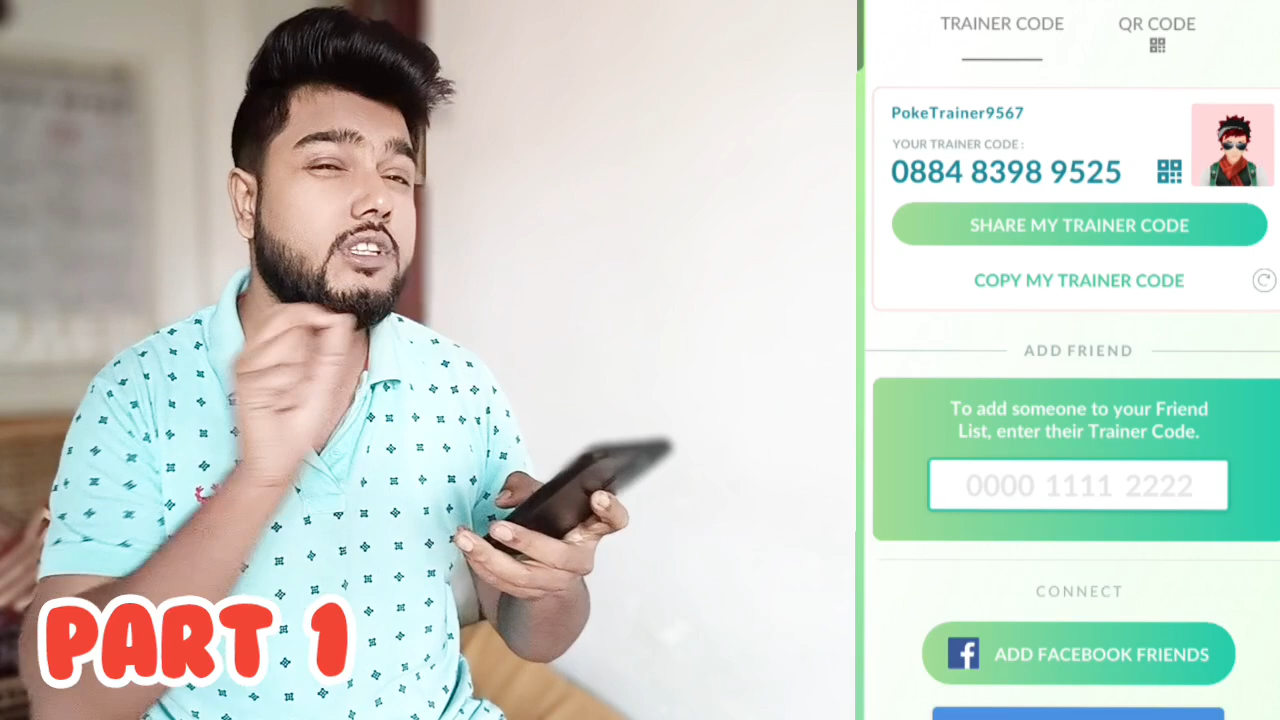 TRAINER CODE
QR CODE
PokeTrainer9567
YOUR TRAINER CODE :
0884 8398 9525
SHARE MY TRAINER CODE
COPY MY TRAINER CODE
ADD FRIEND
To add someone to your Friend
List, enter their Trainer Code.
0000 1111 2222
CONNECT
f ADD FACEBOOK FRIENDS
PART 1